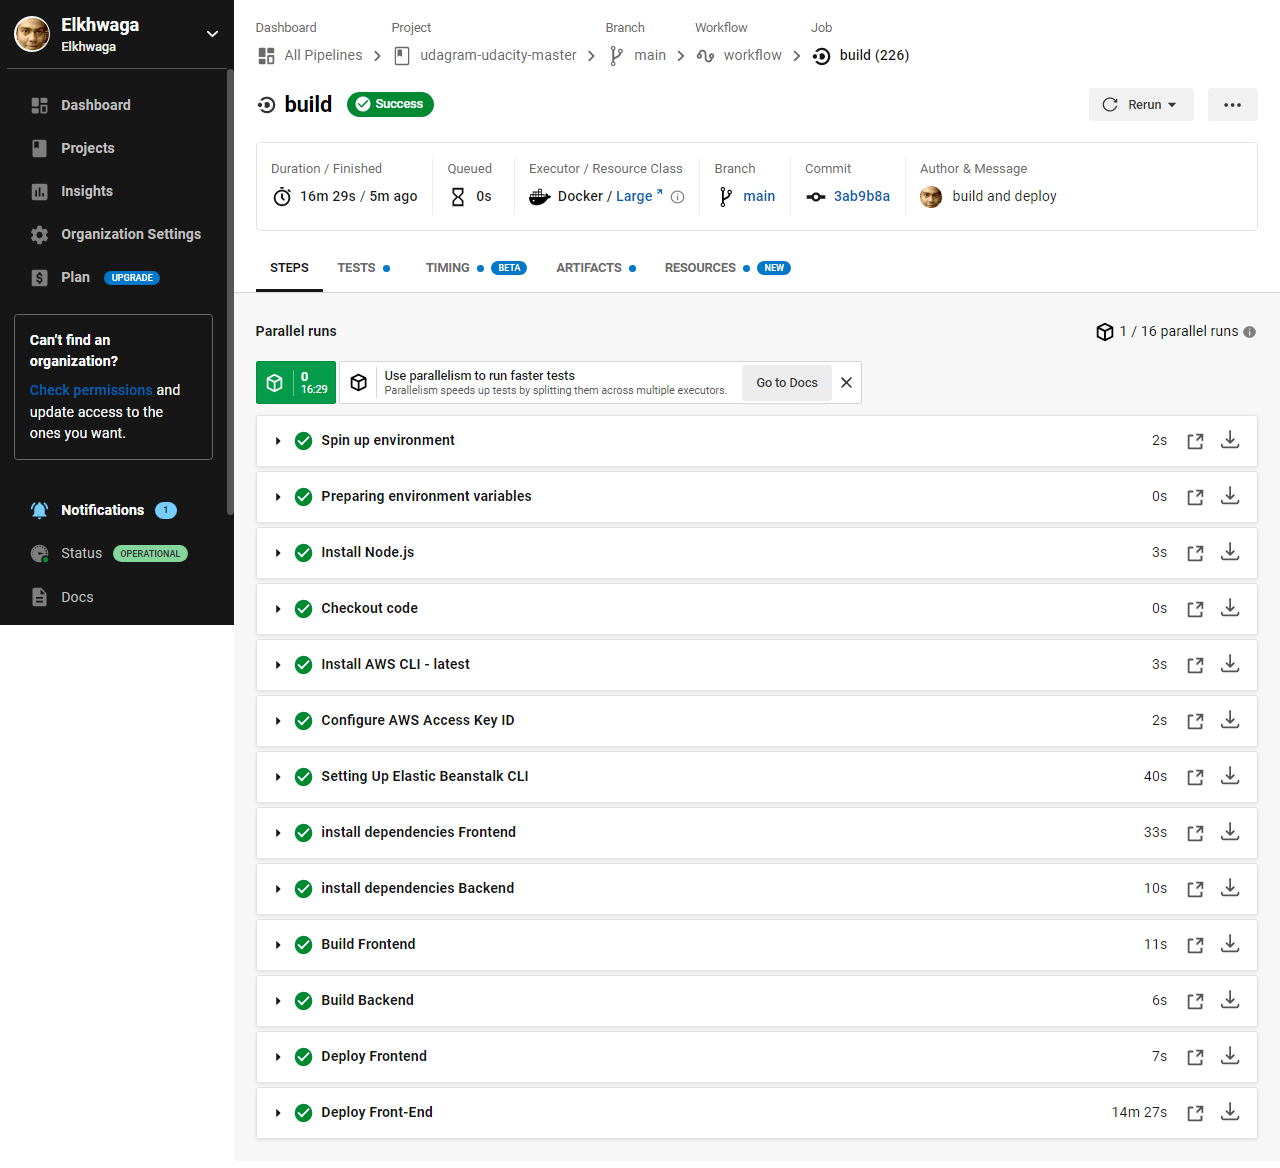 Elkhwaga
Elkhwaga
Dashboard
Projects
Insights
Organization Settings
Plan UPGRADE
Can't find an
organization?
Check permissions and
update access to the
ones you want.
Notifications 1
Status OPERATIONAL
Docs
Dashboard Project Branch Workflow Job
All Pipelines udagram-udacity-master main workflow build (226)
build Success Rerun
Duration / Finished Queued Executor / Resource Class Branch Commit Author & Message
16m 29s / 5m ago 0s Docker / Large main 3ab9b8a build and deploy
STEPS TESTS TIMING BETA ARTIFACTS RESOURCES NEW
Parallel runs 1 / 16 parallel runs
0
16:29
Use parallelism to run faster tests
Parallelism speeds up tests by splitting them across multiple executors.
Go to Docs
Spin up environment 2s
Preparing environment variables 0s
Install Node.js 3s
Checkout code 0s
Install AWS CLI - latest 3s
Configure AWS Access Key ID 2s
Setting Up Elastic Beanstalk CLI 40s
install dependencies Frontend 33s
install dependencies Backend 10s
Build Frontend 11s
Build Backend 6s
Deploy Frontend 7s
Deploy Front-End 14m 27s